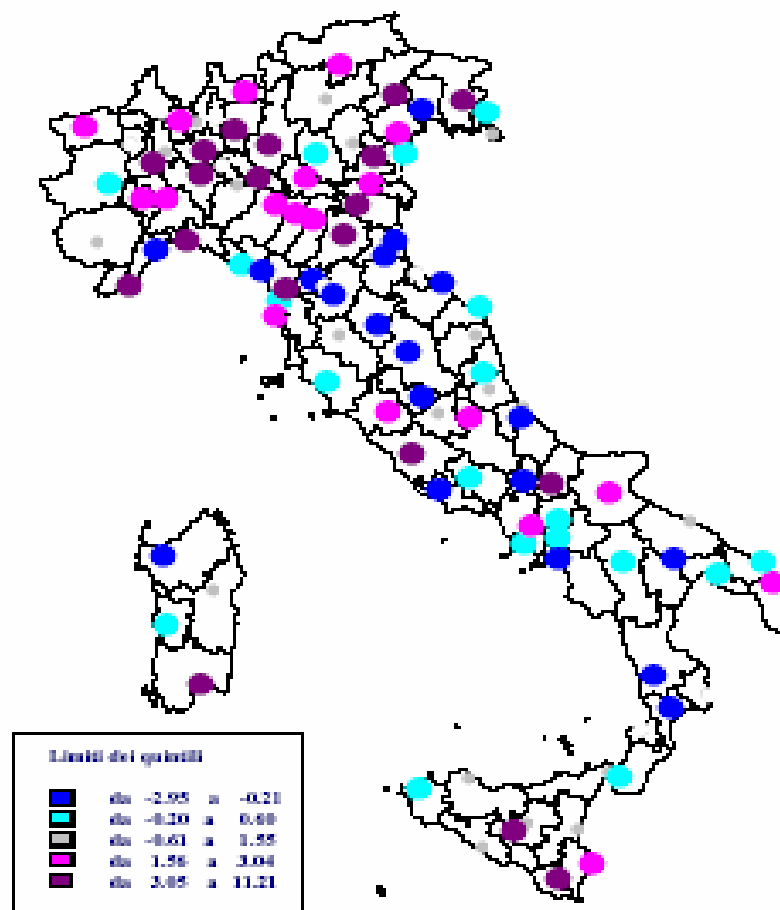 Limiti dei quintili
da -2.95 a -0.21
da -0.20 a 0.60
da -0.61 a 1.55
da 1.56 a 3.04
da 3.05 a 11.21